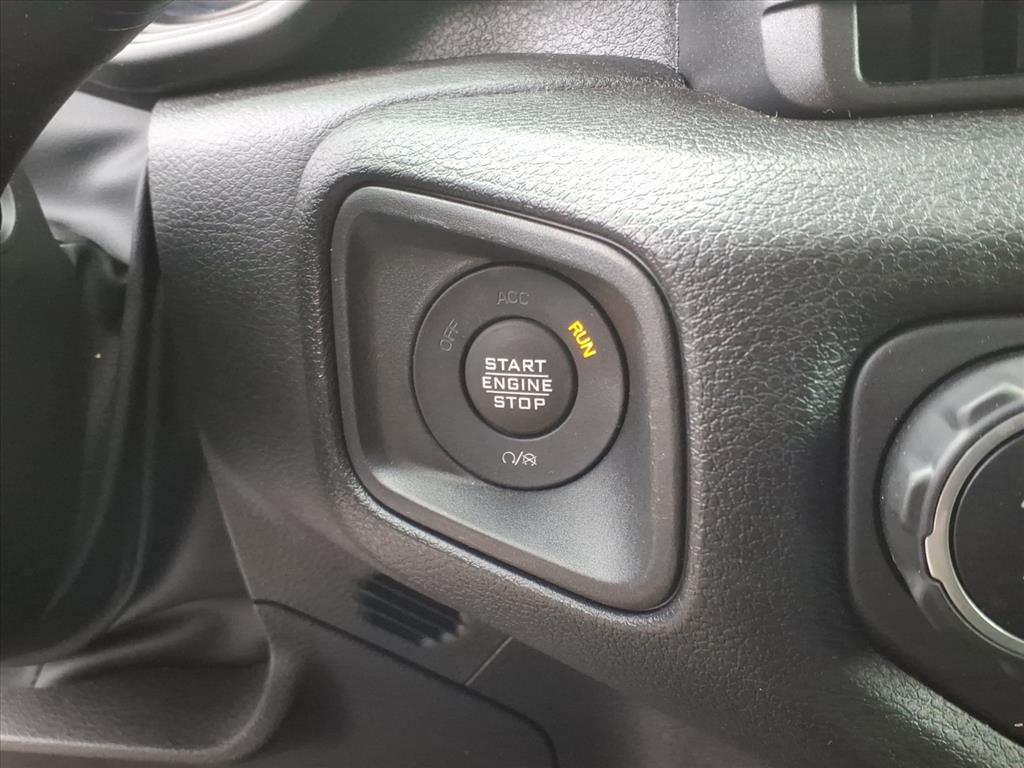 ACC
OFF
RUN
START
ENGINE
STOP